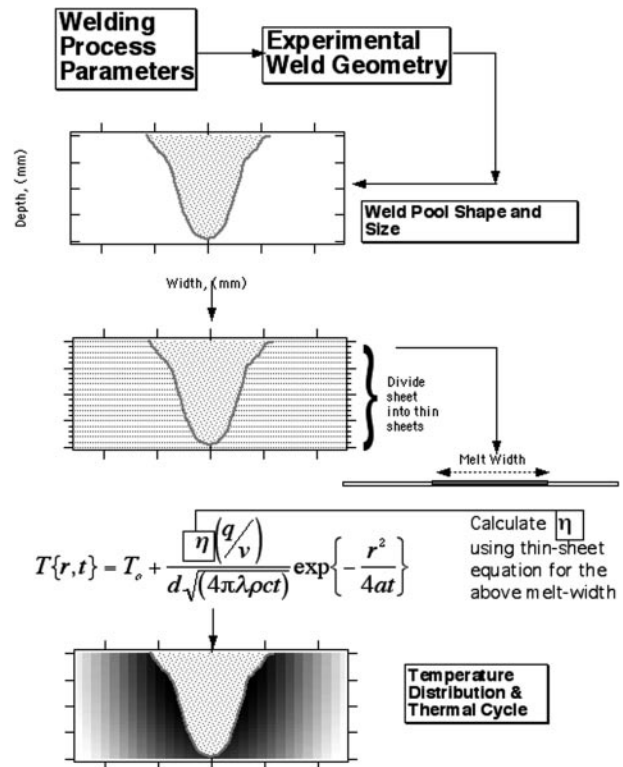 Welding
Process
Parameters
Experimental
Weld Geometry
Depth, (mm)
Weld Pool Shape and
Size
Width, (mm)
Divide
sheet
into thin
sheets
Melt Width
T{r,t} = T_o + η(q/v) / d√(4πλρct) exp{-r²/4at}
Calculate η
using thin-sheet
equation for the
above melt-width
Temperature
Distribution &
Thermal Cycle